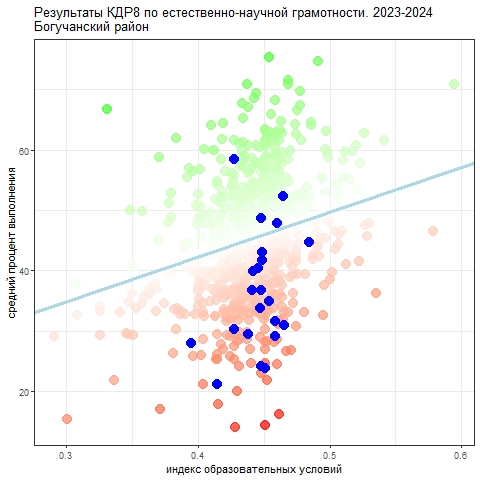 Результаты КДР8 по естественно-научной грамотности. 2023-2024
Богучанский район
средний процент выполнения
60
40
20
0.3 0.4 0.5 0.6
индекс образовательных условий